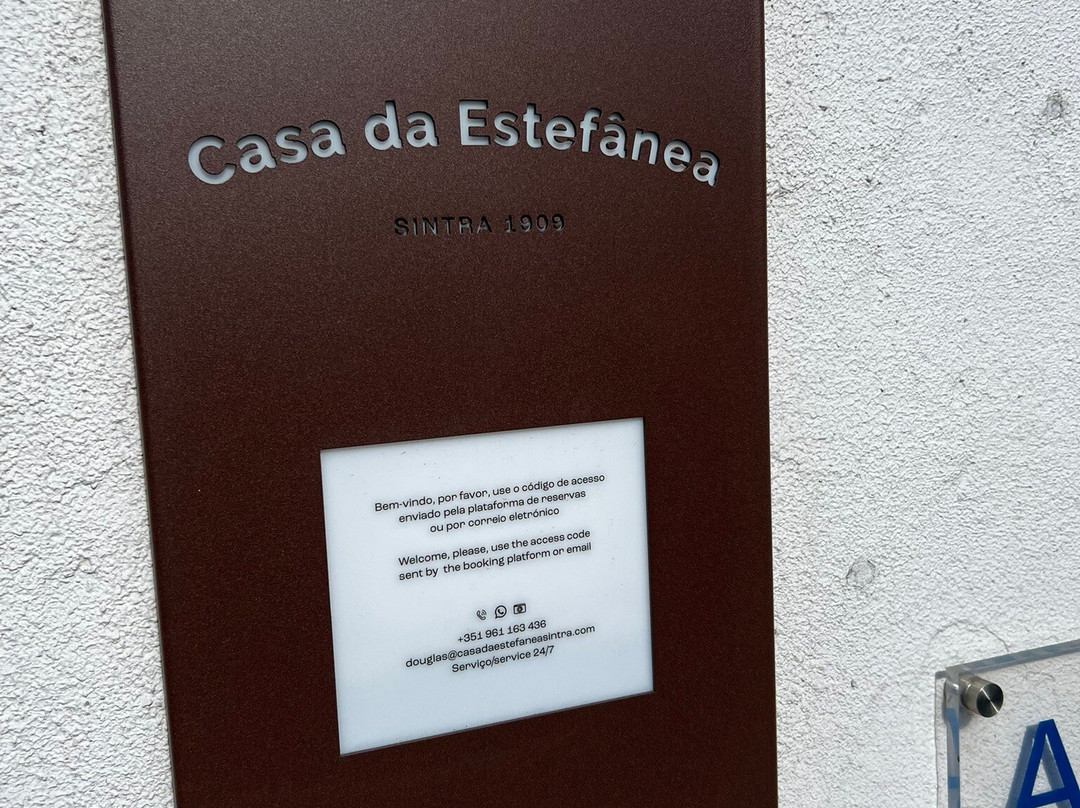 Casa da Estefânea
SINTRA 1909
Bem-vindo, por favor, use o código de acesso
enviado pela plataforma de reservas
ou por correio eletrónico
Welcome, please, use the access code
sent by the booking platform or email
+351 961 163 436
douglas@casadaestefaneasintra.com
Serviço/service 24/7
A